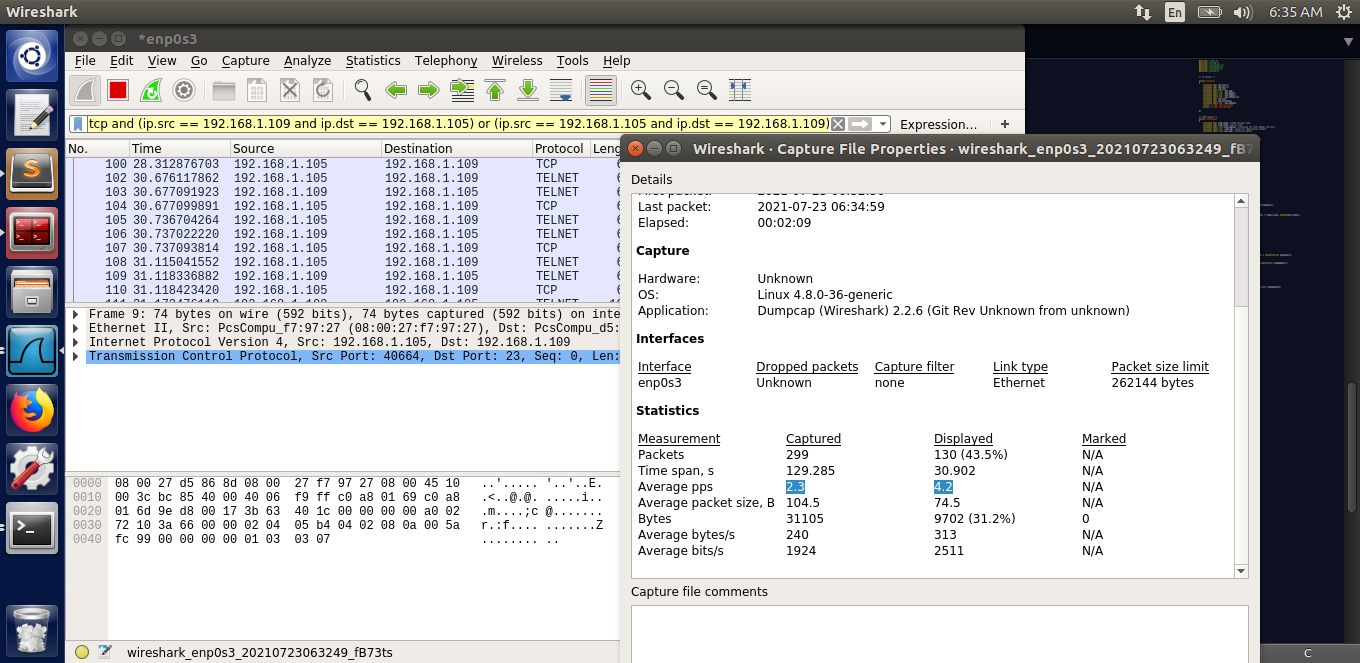 Wireshark
En
6:35 AM
*enp0s3
File Edit View Go Capture Analyze Statistics Telephony Wireless Tools Help
tcp and (ip.src == 192.168.1.109 and ip.dst == 192.168.1.105) or (ip.src == 192.168.1.105 and ip.dst == 192.168.1.109)
Expression… +
No. Time Source Destination Protocol Leng
100 28.312876703 192.168.1.105 192.168.1.109 TCP
102 30.676117862 192.168.1.105 192.168.1.109 TELNET
103 30.677091923 192.168.1.109 192.168.1.105 TELNET
104 30.677099891 192.168.1.105 192.168.1.109 TCP
105 30.736704264 192.168.1.109 192.168.1.105 TELNET
106 30.737022220 192.168.1.105 192.168.1.109 TELNET
107 30.737093814 192.168.1.109 192.168.1.105 TCP
108 31.115041552 192.168.1.105 192.168.1.109 TELNET
109 31.118336882 192.168.1.109 192.168.1.105 TELNET
110 31.118423420 192.168.1.105 192.168.1.109 TCP
Frame 9: 74 bytes on wire (592 bits), 74 bytes captured (592 bits) on inte
Ethernet II, Src: PcsCompu_f7:97:27 (08:00:27:f7:97:27), Dst: PcsCompu_d5:
Internet Protocol Version 4, Src: 192.168.1.105, Dst: 192.168.1.109
Transmission Control Protocol, Src Port: 40664, Dst Port: 23, Seq: 0, Len:
0000 08 00 27 d5 86 8d 08 00 27 f7 97 27 08 00 45 10 ..'..... '..'..E.
0010 00 3c bc 85 40 00 40 06 f9 ff c0 a8 01 69 c0 a8 .<..@.@. .....i..
0020 01 6d 9e d8 00 17 3b 63 40 1c 00 00 00 00 a0 02 .m....;c @.......
0030 72 10 3a 66 00 00 02 04 05 b4 04 02 08 0a 00 5a r.:f.... .......Z
0040 fc 99 00 00 00 00 01 03 03 07 ........ ..
wireshark_enp0s3_20210723063249_fB73ts
Wireshark · Capture File Properties · wireshark_enp0s3_20210723063249_fB7
Details
Last packet: 2021-07-23 06:34:59
Elapsed: 00:02:09
Capture
Hardware: Unknown
OS: Linux 4.8.0-36-generic
Application: Dumpcap (Wireshark) 2.2.6 (Git Rev Unknown from unknown)
Interfaces
Interface Dropped packets Capture filter Link type Packet size limit
enp0s3 Unknown none Ethernet 262144 bytes
Statistics
Measurement Captured Displayed Marked
Packets 299 130 (43.5%) N/A
Time span, s 129.285 30.902 N/A
Average pps 2.3 4.2 N/A
Average packet size, B 104.5 74.5 N/A
Bytes 31105 9702 (31.2%) 0
Average bytes/s 240 313 N/A
Average bits/s 1924 2511 N/A
Capture file comments
C